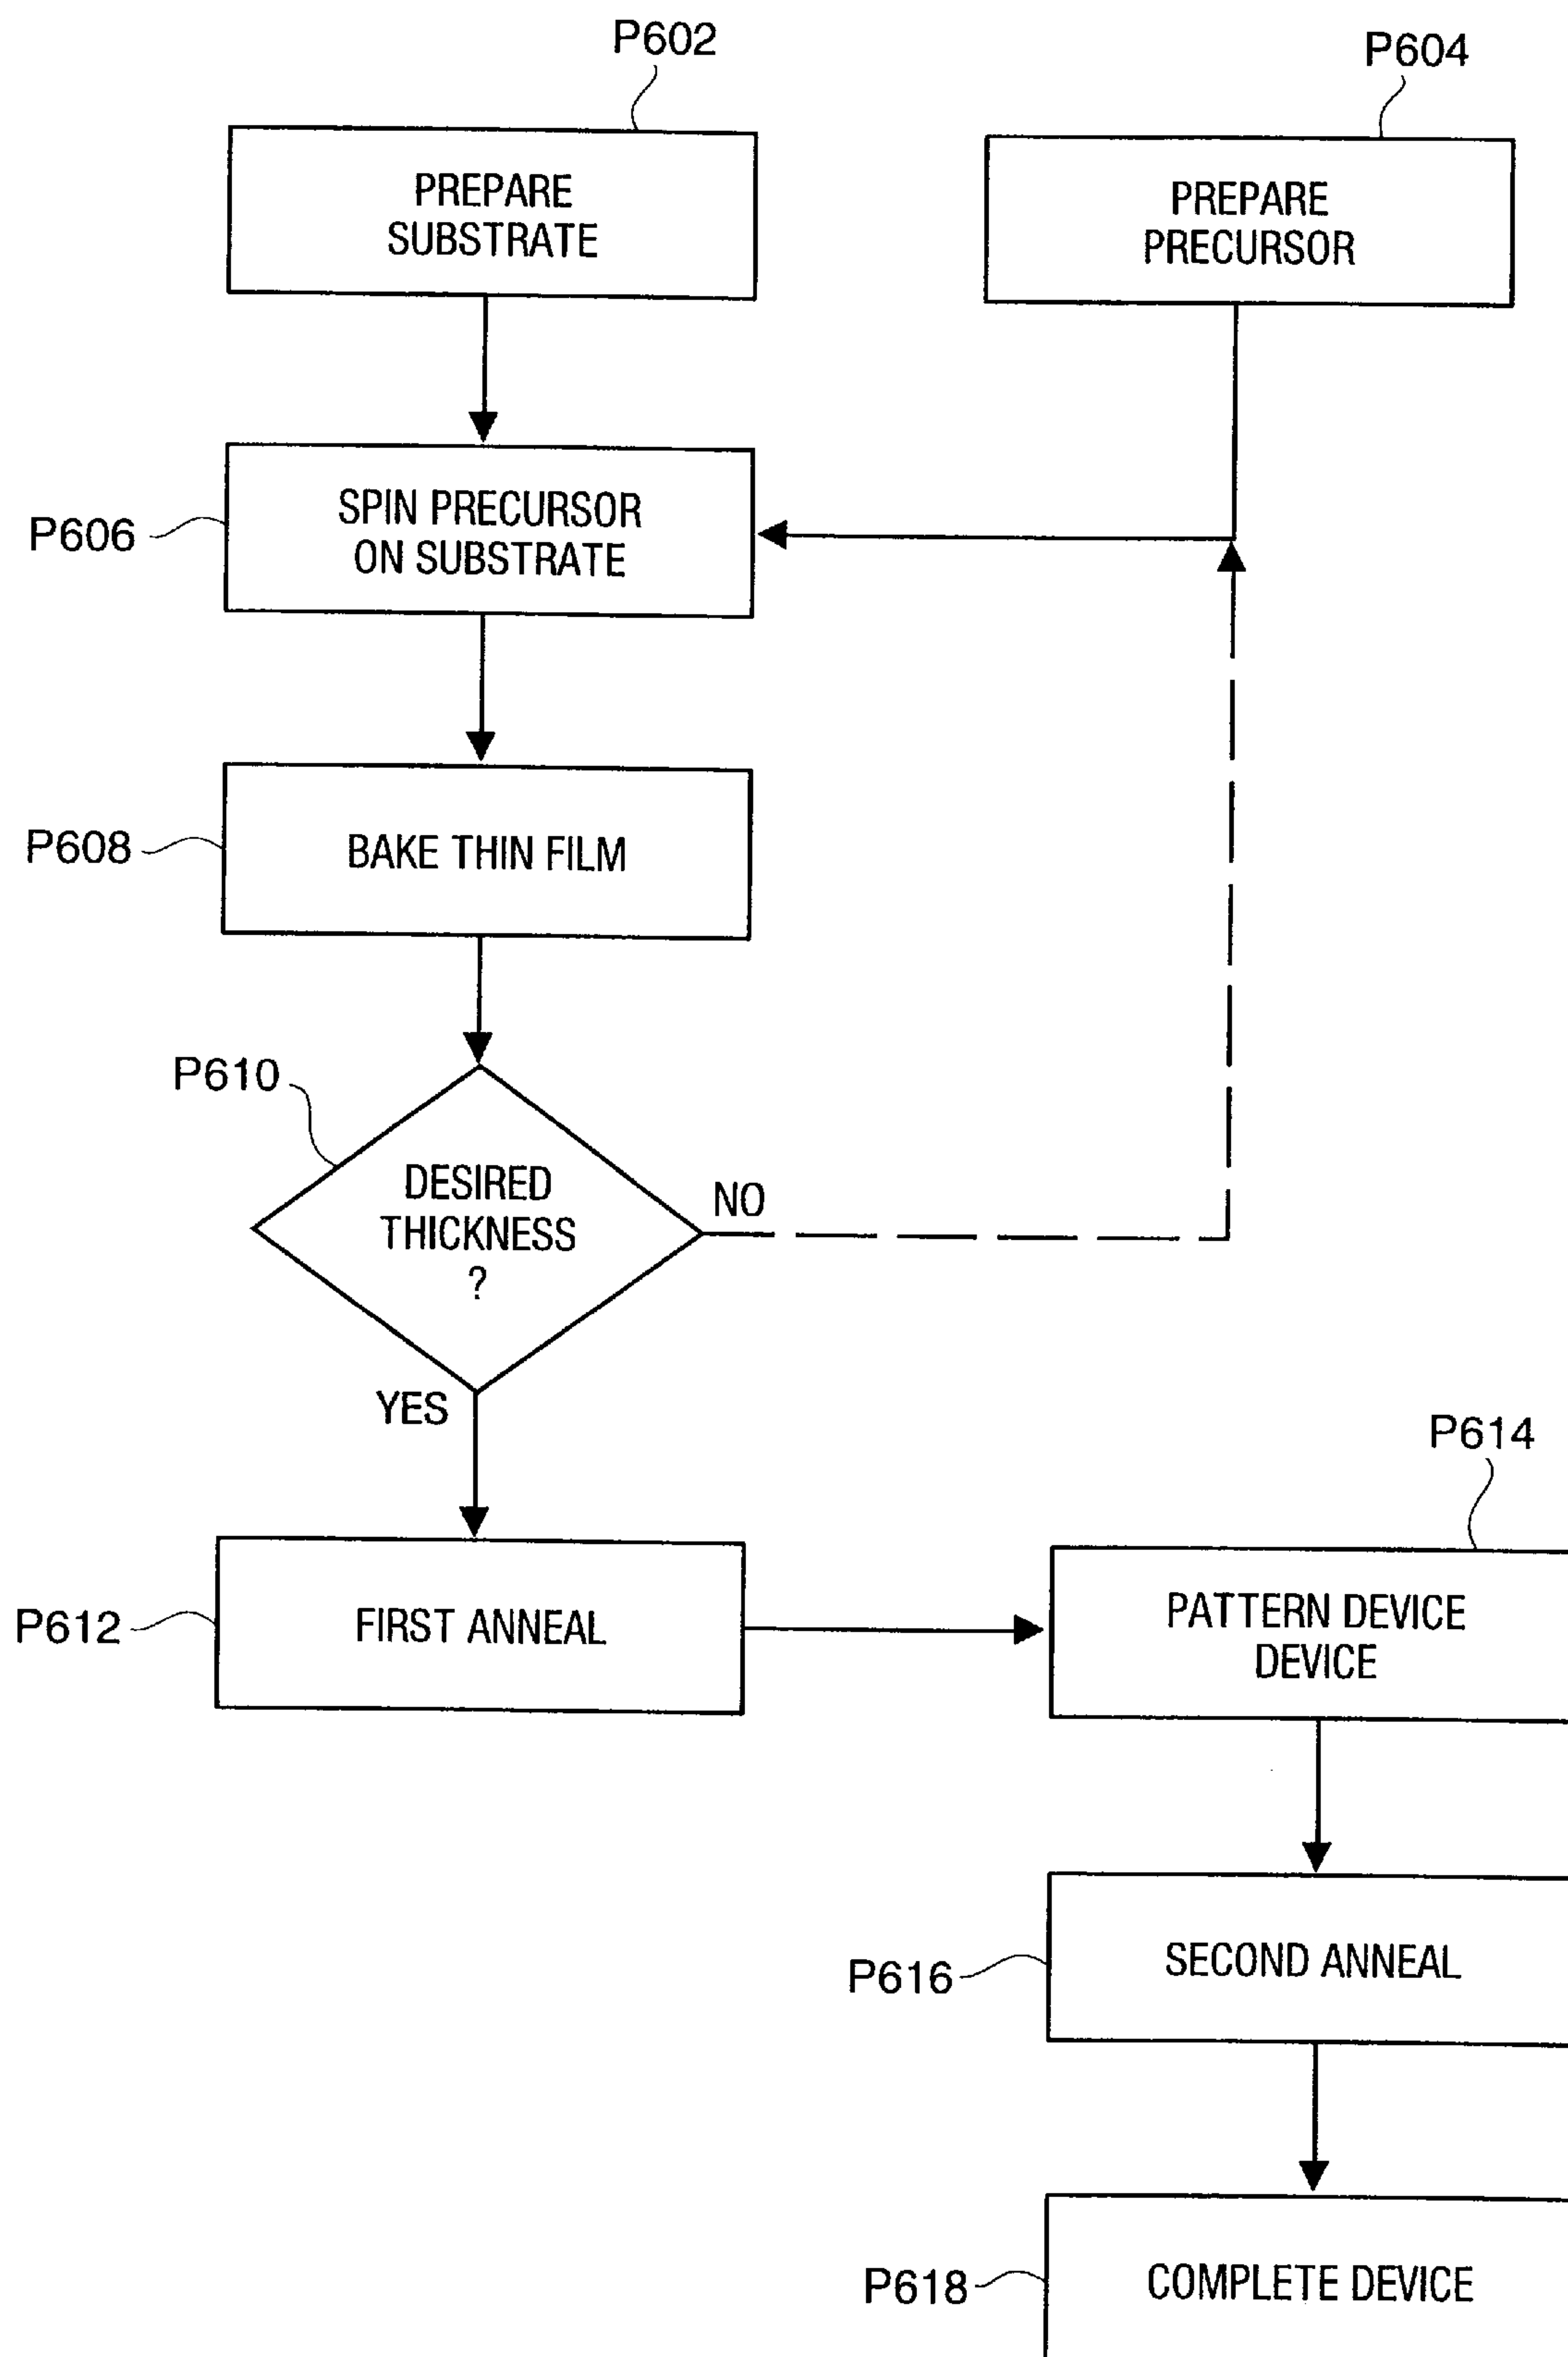 P602
P604
PREPARE
SUBSTRATE
PREPARE
PRECURSOR
P606
SPIN PRECURSOR
ON SUBSTRATE
P608
BAKE THIN FILM
P610
DESIRED
THICKNESS
?
NO
YES
P612
FIRST ANNEAL
P614
PATTERN DEVICE
DEVICE
P616
SECOND ANNEAL
P618
COMPLETE DEVICE